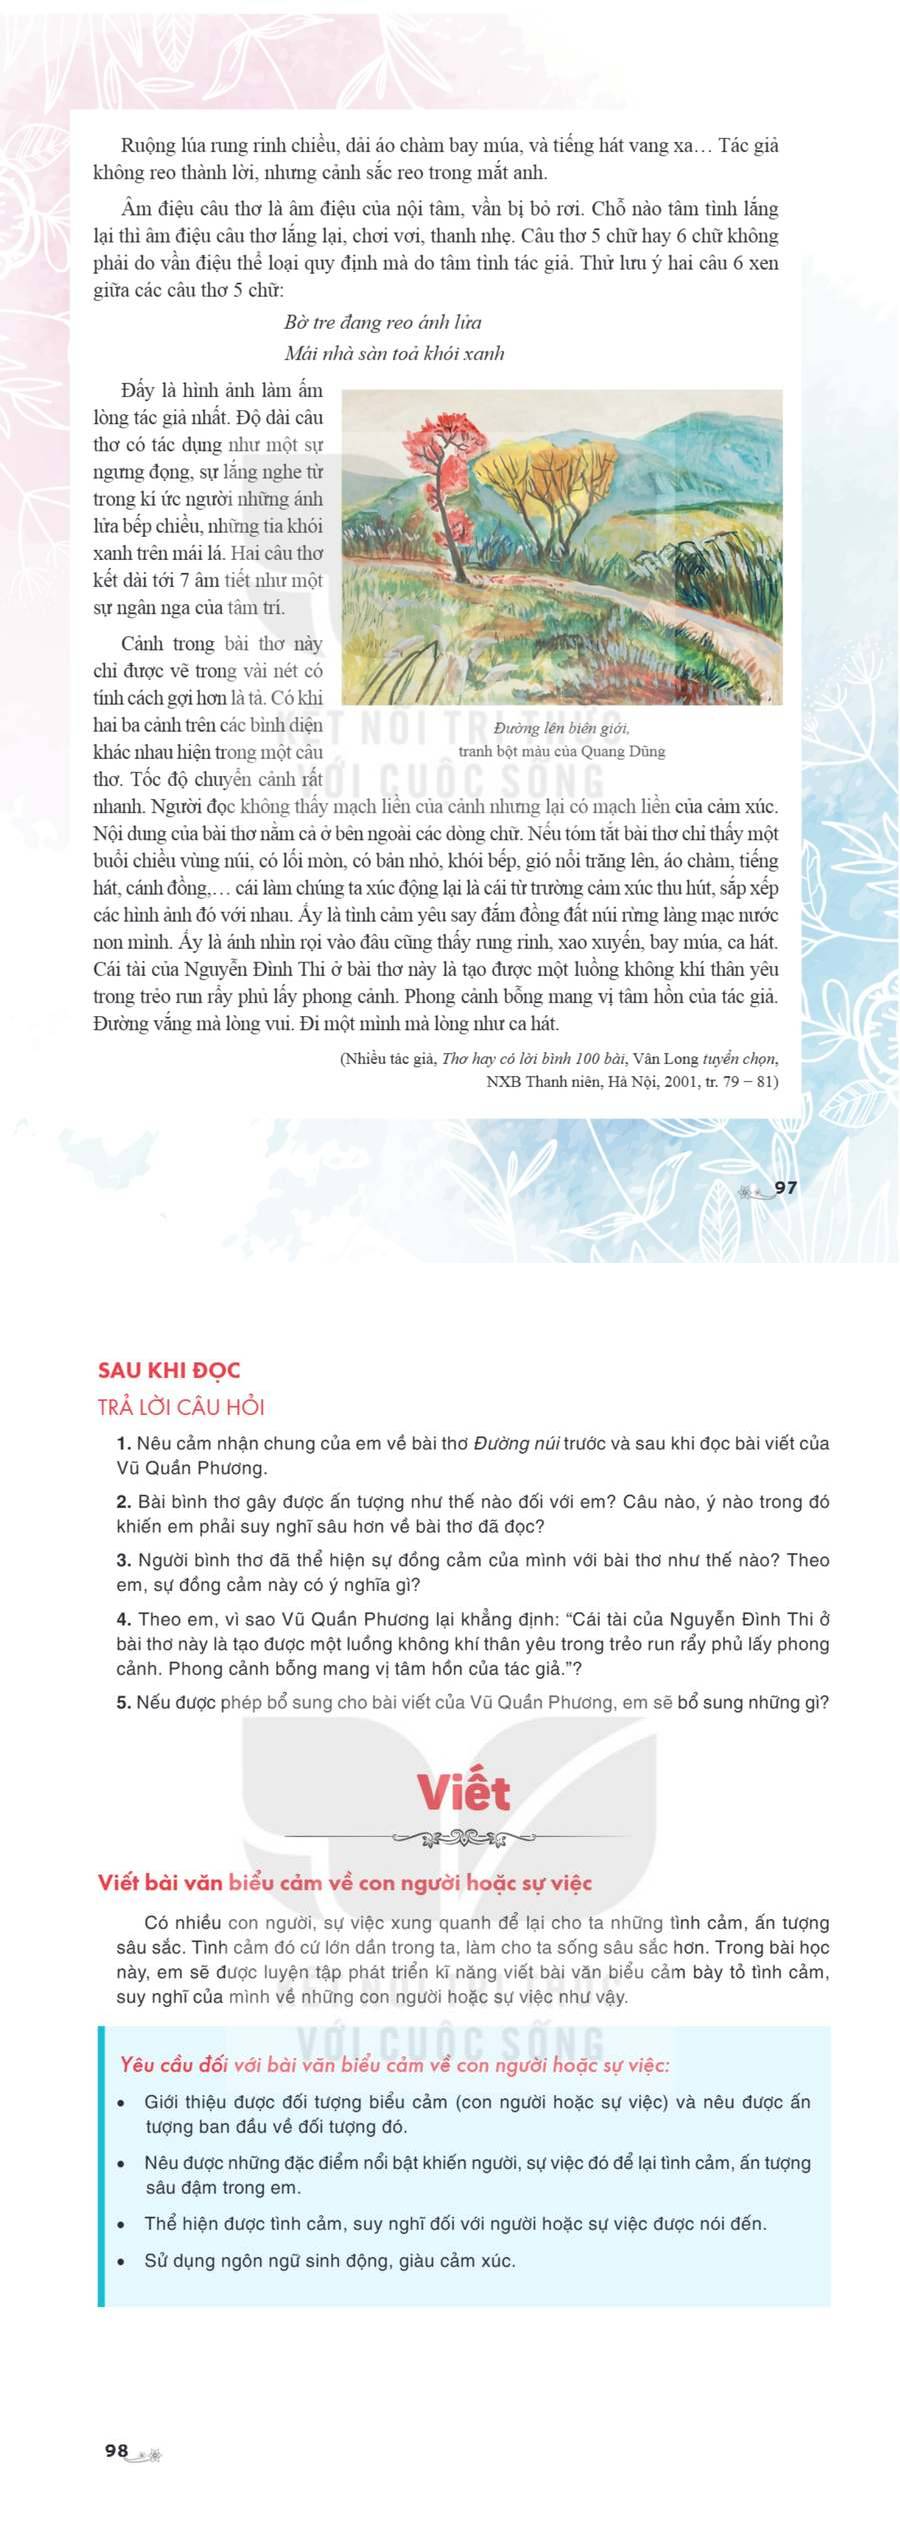 Ruộng lúa rung rinh chiều, dải áo chàm bay múa, và tiếng hát vang xa… Tác giả
không reo thành lời, nhưng cảnh sắc reo trong mắt anh.
Âm điệu câu thơ là âm điệu của nội tâm, vần bị bỏ rơi. Chỗ nào tâm tình lắng
lại thì âm điệu câu thơ lắng lại, chơi vơi, thanh nhẹ. Câu thơ 5 chữ hay 6 chữ không
phải do vần điệu thể loại quy định mà do tâm tình tác giả. Thử lưu ý hai câu 6 xen
giữa các câu thơ 5 chữ:
Bờ tre đang reo ánh lửa
Mái nhà sàn toả khói xanh
Đấy là hình ảnh làm ấm
lòng tác giả nhất. Độ dài câu
thơ có tác dụng như một sự
ngưng đọng, sự lắng nghe từ
trong kí ức người những ánh
lửa bếp chiều, những tia khói
xanh trên mái lá. Hai câu thơ
kết dài tới 7 âm tiết như một
sự ngân nga của tâm trí.
Cảnh trong bài thơ này
chỉ được vẽ trong vài nét có
tính cách gợi hơn là tả. Có khi
hai ba cảnh trên các bình diện
khác nhau hiện trong một câu
thơ. Tốc độ chuyển cảnh rất
Đường lên biên giới,
tranh bột màu của Quang Dũng
nhanh. Người đọc không thấy mạch liền của cảnh nhưng lại có mạch liền của cảm xúc.
Nội dung của bài thơ nằm cả ở bên ngoài các dòng chữ. Nếu tóm tắt bài thơ chỉ thấy một
buổi chiều vùng núi, có lối mòn, có bản nhỏ, khói bếp, gió nổi trăng lên, áo chàm, tiếng
hát, cánh đồng,… cái làm chúng ta xúc động lại là cái từ trường cảm xúc thu hút, sắp xếp
các hình ảnh đó với nhau. Ấy là tình cảm yêu say đắm đồng đất núi rừng làng mạc nước
non mình. Ấy là ánh nhìn rọi vào đâu cũng thấy rung rinh, xao xuyến, bay múa, ca hát.
Cái tài của Nguyễn Đình Thi ở bài thơ này là tạo được một luồng không khí thân yêu
trong trẻo run rẩy phủ lấy phong cảnh. Phong cảnh bỗng mang vị tâm hồn của tác giả.
Đường vắng mà lòng vui. Đi một mình mà lòng như ca hát.
(Nhiều tác giả, Thơ hay có lời bình 100 bài, Vân Long tuyển chọn,
NXB Thanh niên, Hà Nội, 2001, tr. 79 – 81)
KẾT NỐI TRI THỨC
VỚI CUỘC SỐNG
97
SAU KHI ĐỌC
TRẢ LỜI CÂU HỎI
1. Nêu cảm nhận chung của em về bài thơ Đường núi trước và sau khi đọc bài viết của
Vũ Quần Phương.
2. Bài bình thơ gây được ấn tượng như thế nào đối với em? Câu nào, ý nào trong đó
khiến em phải suy nghĩ sâu hơn về bài thơ đã đọc?
3. Người bình thơ đã thể hiện sự đồng cảm của mình với bài thơ như thế nào? Theo
em, sự đồng cảm này có ý nghĩa gì?
4. Theo em, vì sao Vũ Quần Phương lại khẳng định: “Cái tài của Nguyễn Đình Thi ở
bài thơ này là tạo được một luồng không khí thân yêu trong trẻo run rẩy phủ lấy phong
cảnh. Phong cảnh bỗng mang vị tâm hồn của tác giả.”?
5. Nếu được phép bổ sung cho bài viết của Vũ Quần Phương, em sẽ bổ sung những gì?
Viết
Viết bài văn biểu cảm về con người hoặc sự việc
Có nhiều con người, sự việc xung quanh để lại cho ta những tình cảm, ấn tượng
sâu sắc. Tình cảm đó cứ lớn dần trong ta, làm cho ta sống sâu sắc hơn. Trong bài học
này, em sẽ được luyện tập phát triển kĩ năng viết bài văn biểu cảm bày tỏ tình cảm,
suy nghĩ của mình về những con người hoặc sự việc như vậy.
KẾT NỐI TRI THỨC
VỚI CUỘC SỐNG
Yêu cầu đối với bài văn biểu cảm về con người hoặc sự việc:
• Giới thiệu được đối tượng biểu cảm (con người hoặc sự việc) và nêu được ấn
tượng ban đầu về đối tượng đó.
• Nêu được những đặc điểm nổi bật khiến người, sự việc đó để lại tình cảm, ấn tượng
sâu đậm trong em.
• Thể hiện được tình cảm, suy nghĩ đối với người hoặc sự việc được nói đến.
• Sử dụng ngôn ngữ sinh động, giàu cảm xúc.
98